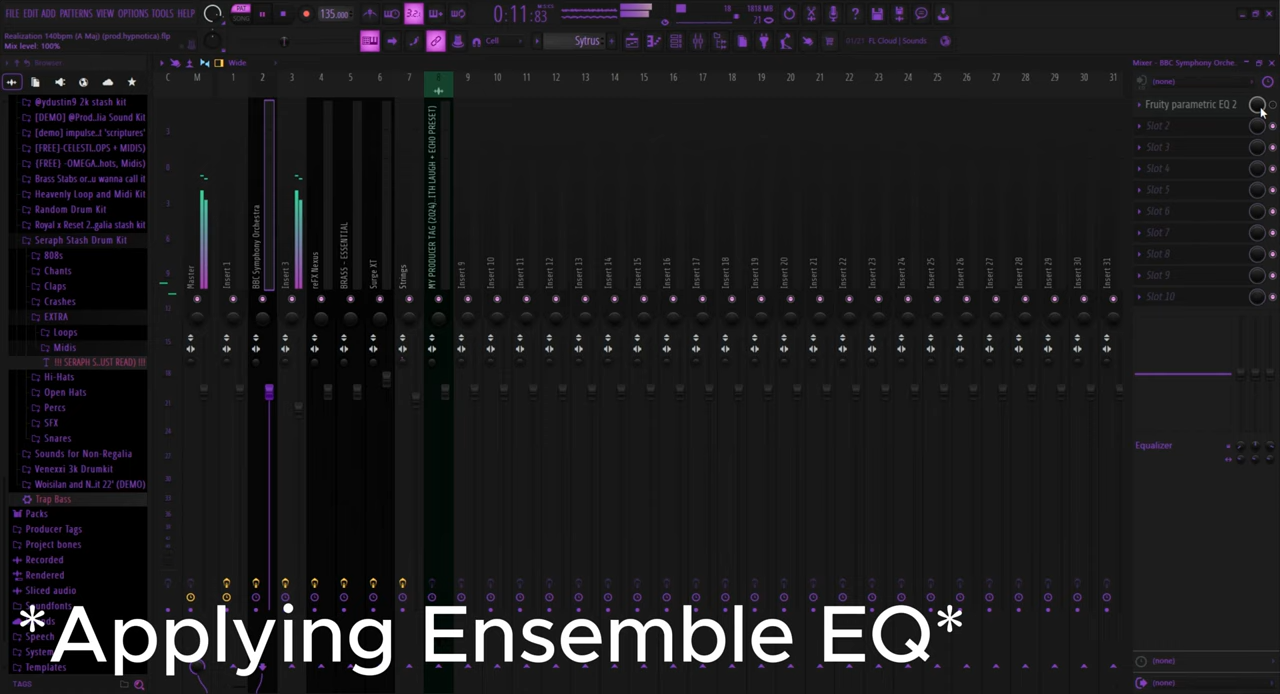 FILE EDIT ADD PATTERNS VIEW OPTIONS TOOLS HELP
PAT
SONG
135.000
0:11:83
1818 MB
21
Realization 140bpm (A Maj) (prod.hypnotica).flp
Mix level: 100%
Cell
Sytrus
01/21 FL Cloud | Sounds
Browser
Wide
Mixer - BBC Symphony Orche..
@ydustin9 2k stash kit
[DEMO] @Prod...lia Sound Kit
[demo] impulse...t 'scriptures'
[FREE]-CELESTI...OPS + MIDIS)
[FREE] -OMEGA...hots, Midis)
Brass Stabs or...u wanna call it
Heavenly Loop and Midi Kit
Random Drum Kit
Royal x Reset 2...galia stash kit
Seraph Stash Drum Kit
808s
Chants
Claps
Crashes
EXTRA
Loops
Midis
!!! SERAPH S...UST READ) !!!
Hi-Hats
Open Hats
Percs
SFX
Snares
Sounds for Non-Regalia
Venexxi 3k Drumkit
Woisilan and N...it 22' (DEMO)
Trap Bass
Packs
Producer Tags
Project bones
Recorded
Rendered
Sliced audio
Soundfonts
Speech
Templates
TAGS
C M 1 2 3 4 5 6 7 8 9 10 11 12 13 14 15 16 17 18 19 20 21 22 23 24 25 26 27 28 29 30 31
Master
Insert 1
BBC Symphony Orchestra
Insert 3
reFX Nexus
BRASS - ESSENTIAL
Surge XT
Strings
MY PRODUCER TAG (2024) .ITH LAUGH + ECHO PRESET)
Insert 9
Insert 10
Insert 11
Insert 12
Insert 13
Insert 14
Insert 15
Insert 16
Insert 17
Insert 18
Insert 19
Insert 20
Insert 21
Insert 22
Insert 23
Insert 24
Insert 25
Insert 26
Insert 27
Insert 28
Insert 29
Insert 30
Insert 31
(none)
Fruity parametric EQ 2
Slot 2
Slot 3
Slot 4
Slot 5
Slot 6
Slot 7
Slot 8
Slot 9
Slot 10
Equalizer
(none)
(none)
*Applying Ensemble EQ*